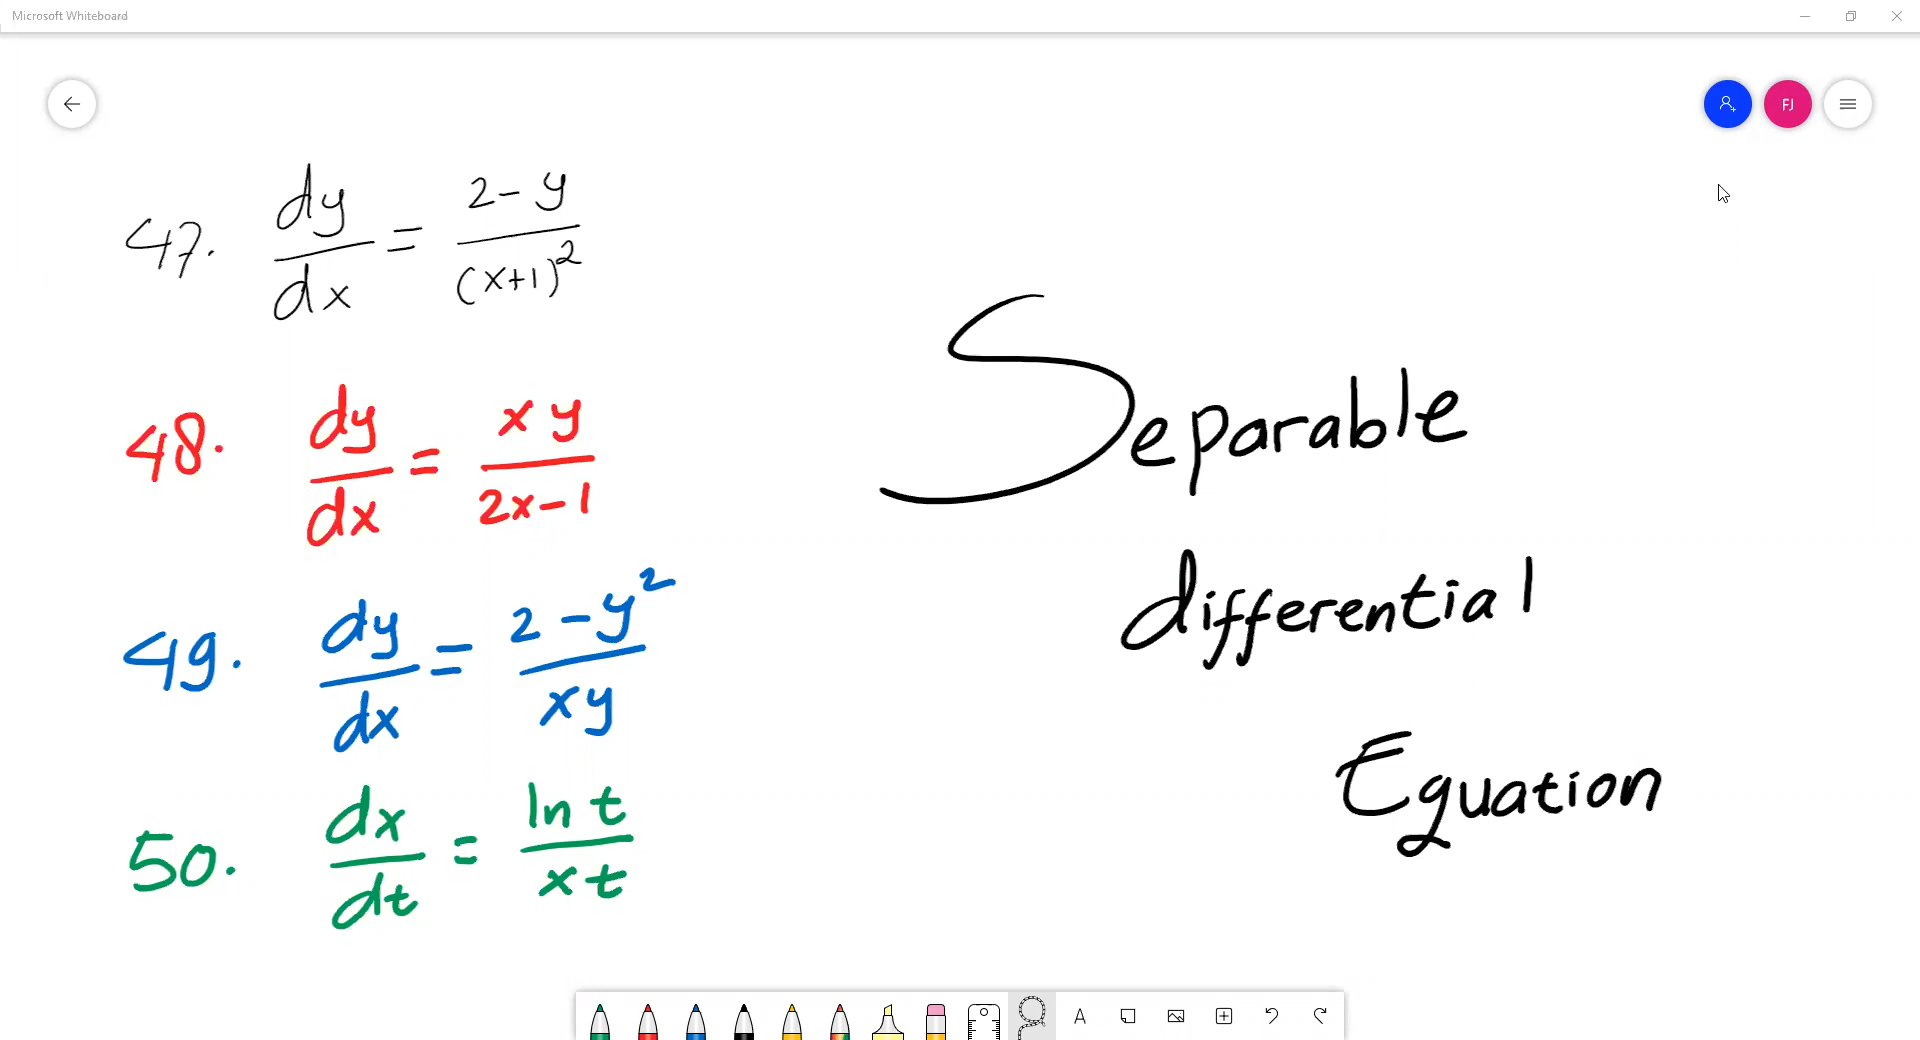 Microsoft Whiteboard
FJ
47. dy/dx = 2-y/(x+1)^2
48. dy/dx = xy/2x-1
49. dy/dx = 2-y^2/xy
50. dx/dt = ln t/xt
Separable
differential
Equation
A